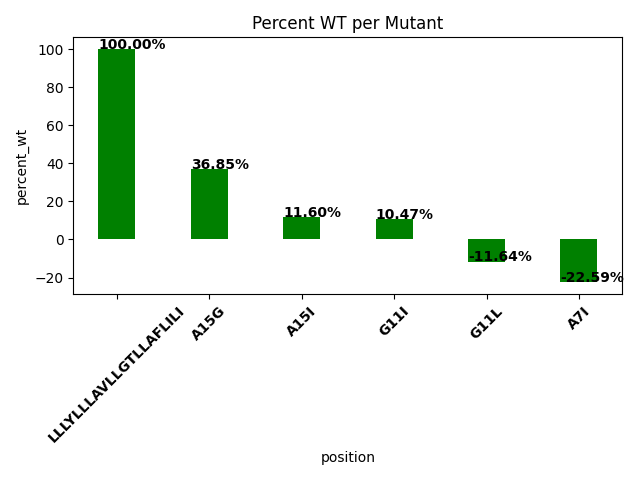 Percent WT per Mutant
percent_wt
100
80
60
40
20
0
−20
100.00%
36.85%
11.60%
10.47%
-11.64%
-22.59%
LLLYLLLAVLLGTLLAFLILI
A15G
A15I
G11I
G11L
A7I
position